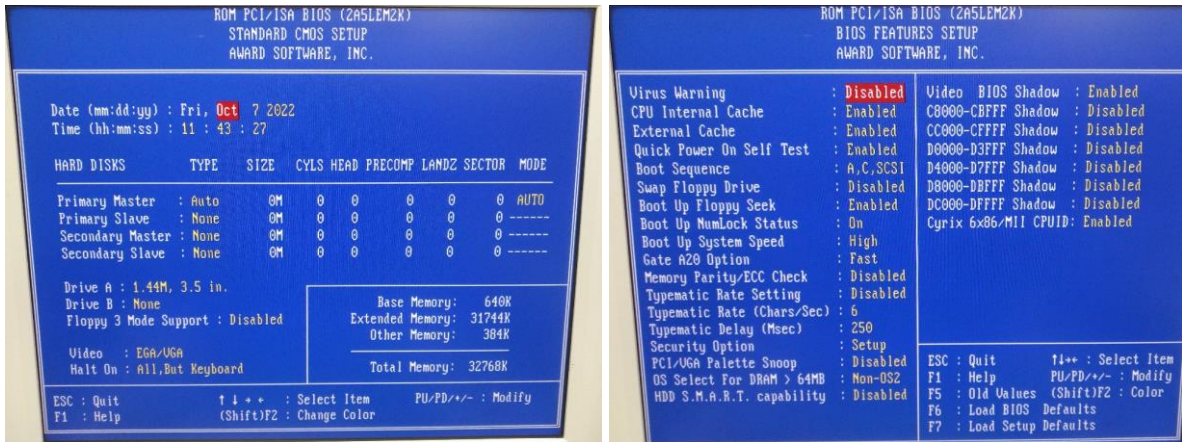 ROM PCI/ISA BIOS (2A5LEM2K)
STANDARD CMOS SETUP
AWARD SOFTWARE, INC.
Date (mm:dd:yy) : Fri, Oct 7 2022
Time (hh:mm:ss) : 11 : 43 : 27
HARD DISKS TYPE SIZE CYLS HEAD PRECOMP LANDZ SECTOR MODE
Primary Master : Auto 0M 0 0 0 0 0 AUTO
Primary Slave : None 0M 0 0 0 0 0 ------
Secondary Master : None 0M 0 0 0 0 0 ------
Secondary Slave : None 0M 0 0 0 0 0 ------
Drive A : 1.44M, 3.5 in.
Drive B : None
Floppy 3 Mode Support : Disabled
Video : EGA/VGA
Halt On : All,But Keyboard
Base Memory: 640K
Extended Memory: 31744K
Other Memory: 384K
Total Memory: 32768K
ESC : Quit ↑ ↓ → ← : Select Item PU/PD/+/- : Modify
F1 : Help (Shift)F2 : Change Color
ROM PCI/ISA BIOS (2A5LEM2K)
BIOS FEATURES SETUP
AWARD SOFTWARE, INC.
Virus Warning : Disabled
CPU Internal Cache : Enabled
External Cache : Enabled
Quick Power On Self Test : Enabled
Boot Sequence : A,C,SCSI
Swap Floppy Drive : Disabled
Boot Up Floppy Seek : Enabled
Boot Up NumLock Status : On
Boot Up System Speed : High
Gate A20 Option : Fast
Memory Parity/ECC Check : Disabled
Typematic Rate Setting : Disabled
Typematic Rate (Chars/Sec) : 6
Typematic Delay (Msec) : 250
Security Option : Setup
PCI/VGA Palette Snoop : Disabled
OS Select For DRAM > 64MB : Non-OS2
HDD S.M.A.R.T. capability : Disabled
Video BIOS Shadow : Enabled
C8000-CBFFF Shadow : Disabled
CC000-CFFFF Shadow : Disabled
D0000-D3FFF Shadow : Disabled
D4000-D7FFF Shadow : Disabled
D8000-DBFFF Shadow : Disabled
DC000-DFFFF Shadow : Disabled
Cyrix 6x86/MII CPUID: Enabled
ESC : Quit ↑↓→← : Select Item
F1 : Help PU/PD/+/- : Modify
F5 : Old Values (Shift)F2 : Color
F6 : Load BIOS Defaults
F7 : Load Setup Defaults